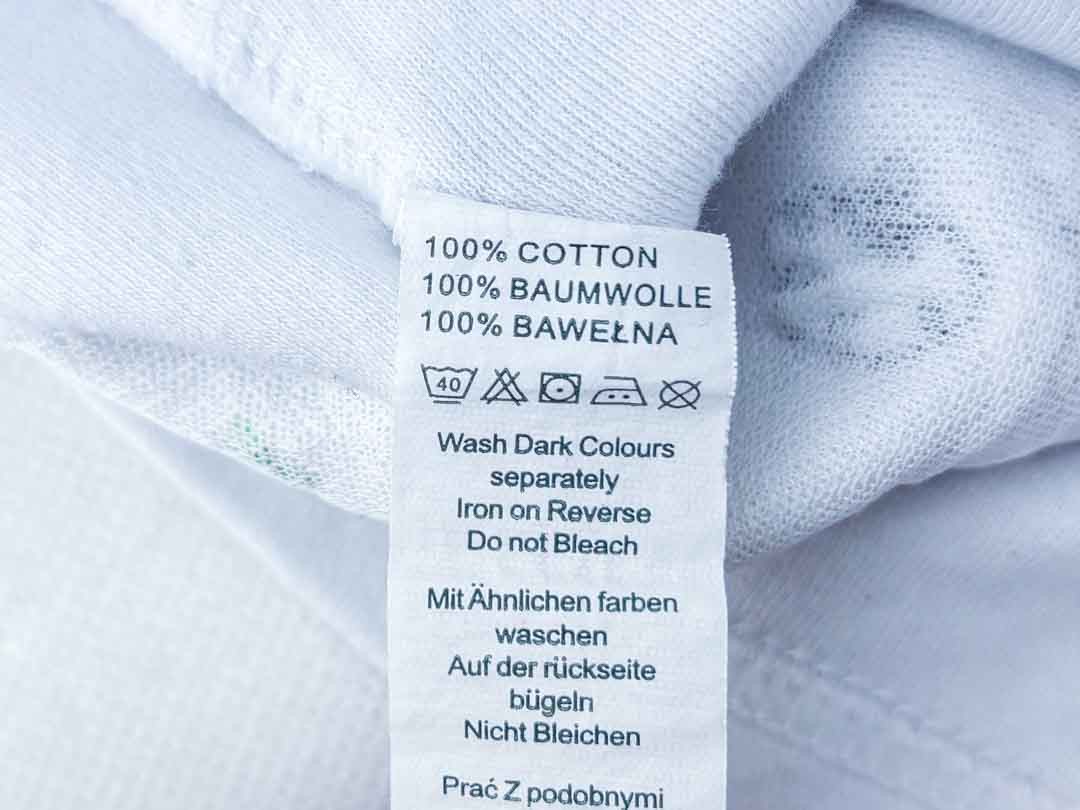 100% COTTON
100% BAUMWOLLE
100% BAWEŁNA
40
Wash Dark Colours
separately
Iron on Reverse
Do not Bleach
Mit Ähnlichen farben
waschen
Auf der rückseite
bügeln
Nicht Bleichen
Prać Z podobnymi